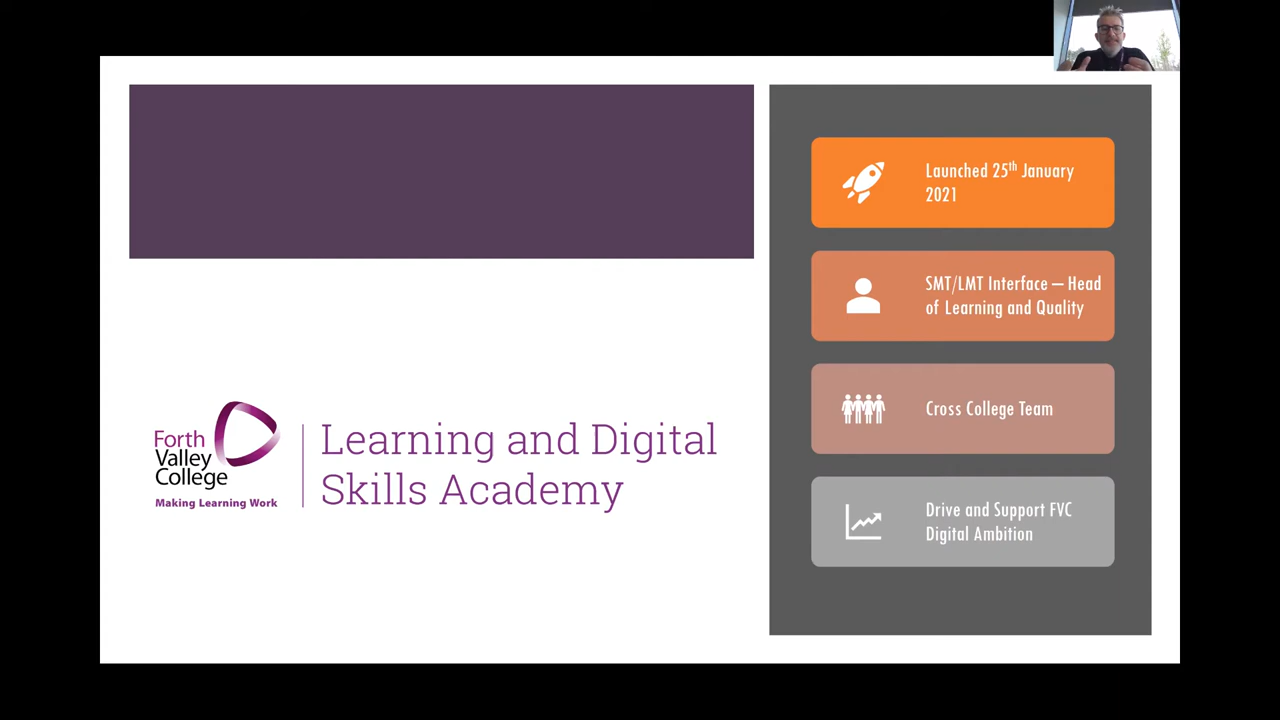 Forth
Valley
College
Making Learning Work
Learning and Digital
Skills Academy
Launched 25th January
2021
SMT/LMT Interface – Head
of Learning and Quality
Cross College Team
Drive and Support FVC
Digital Ambition